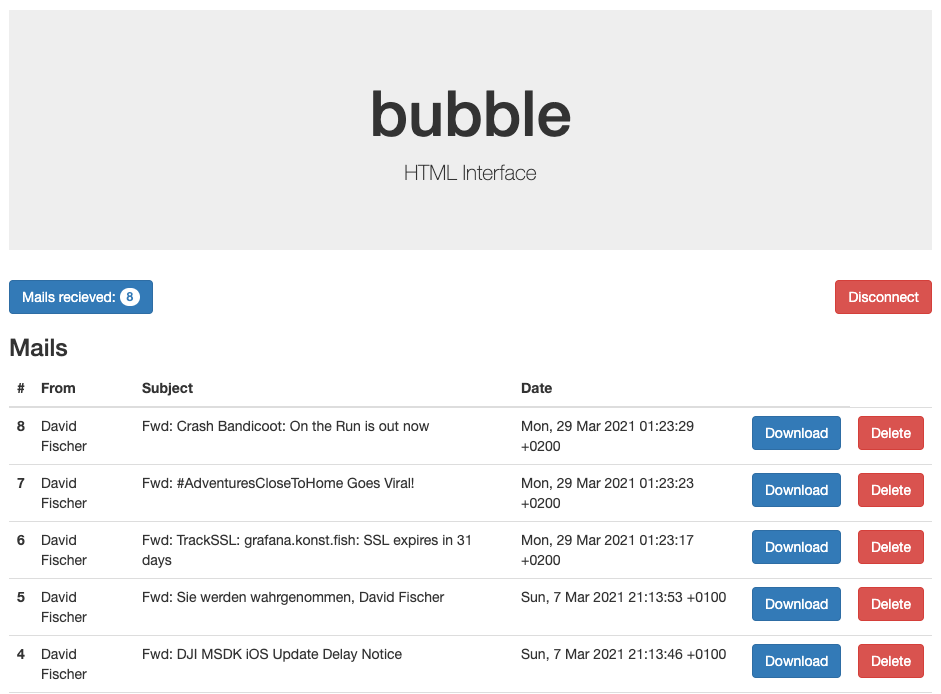 bubble
HTML Interface
Mails recieved: 8
Disconnect
Mails
# From Subject Date
8 David Fischer Fwd: Crash Bandicoot: On the Run is out now Mon, 29 Mar 2021 01:23:29 +0200 Download Delete
7 David Fischer Fwd: #AdventuresCloseToHome Goes Viral! Mon, 29 Mar 2021 01:23:23 +0200 Download Delete
6 David Fischer Fwd: TrackSSL: grafana.konst.fish: SSL expires in 31 days Mon, 29 Mar 2021 01:23:17 +0200 Download Delete
5 David Fischer Fwd: Sie werden wahrgenommen, David Fischer Sun, 7 Mar 2021 21:13:53 +0100 Download Delete
4 David Fischer Fwd: DJI MSDK iOS Update Delay Notice Sun, 7 Mar 2021 21:13:46 +0100 Download Delete